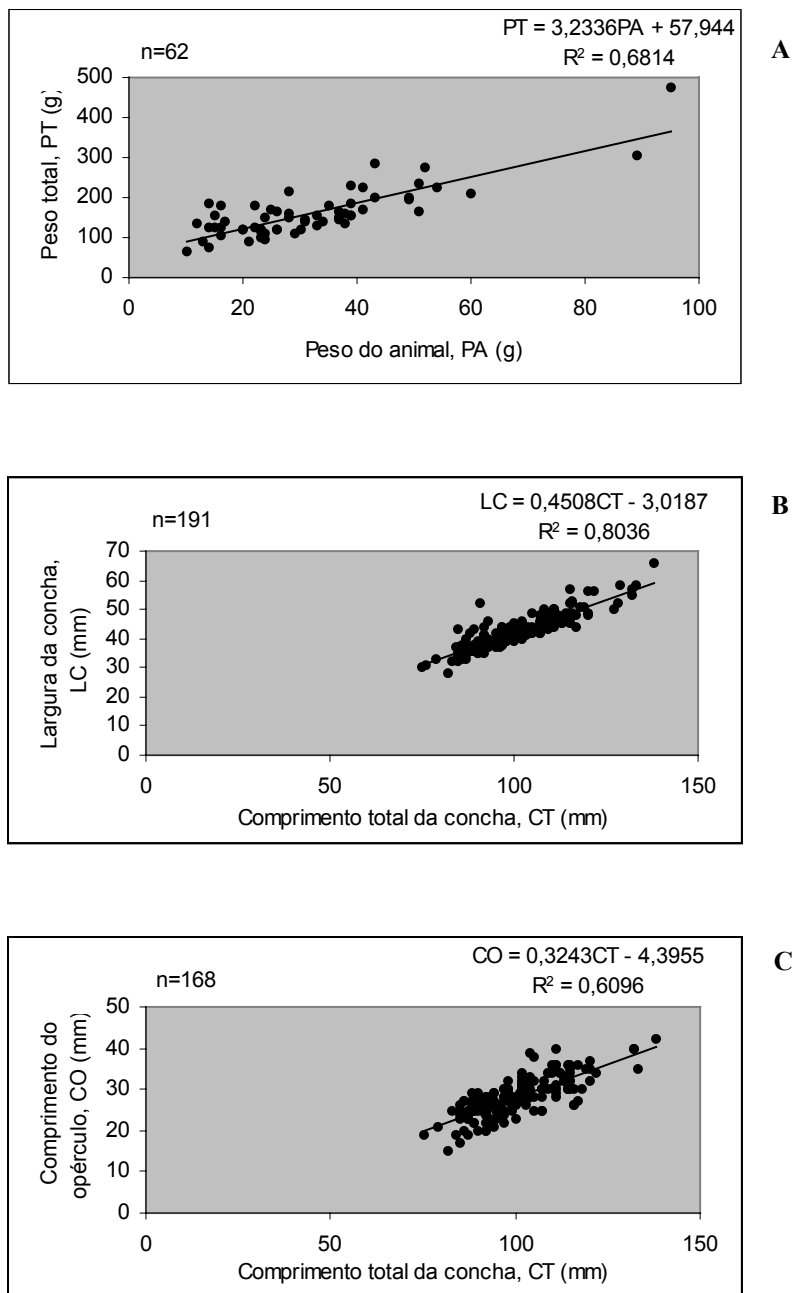 PT = 3,2336PA + 57,944
R² = 0,6814
n=62
A
Peso total, PT (g)
500
400
300
200
100
0
0 20 40 60 80 100
Peso do animal, PA (g)
LC = 0,4508CT - 3,0187
R² = 0,8036
n=191
B
Largura da concha,
LC (mm)
70
60
50
40
30
20
10
0
0 50 100 150
Comprimento total da concha, CT (mm)
CO = 0,3243CT - 4,3955
R² = 0,6096
n=168
C
Comprimento do
opérculo, CO (mm)
50
40
30
20
10
0
0 50 100 150
Comprimento total da concha, CT (mm)